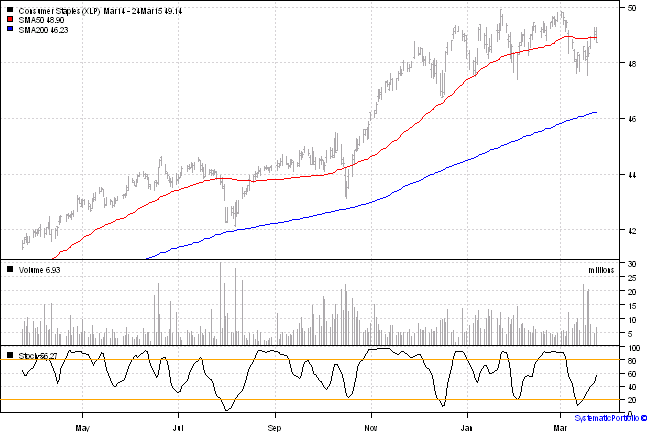 Consumer Staples (XLP) Mar14 - 24Mar15 49.14
SMA50 48.90
SMA200 46.23
50
48
46
44
42
Volume 6.93
millions
30
25
20
15
10
5
Stoch 56.27
100
80
60
40
20
0
May
Jul
Sep
Nov
Jan
Mar
SystematicPortfolio ©